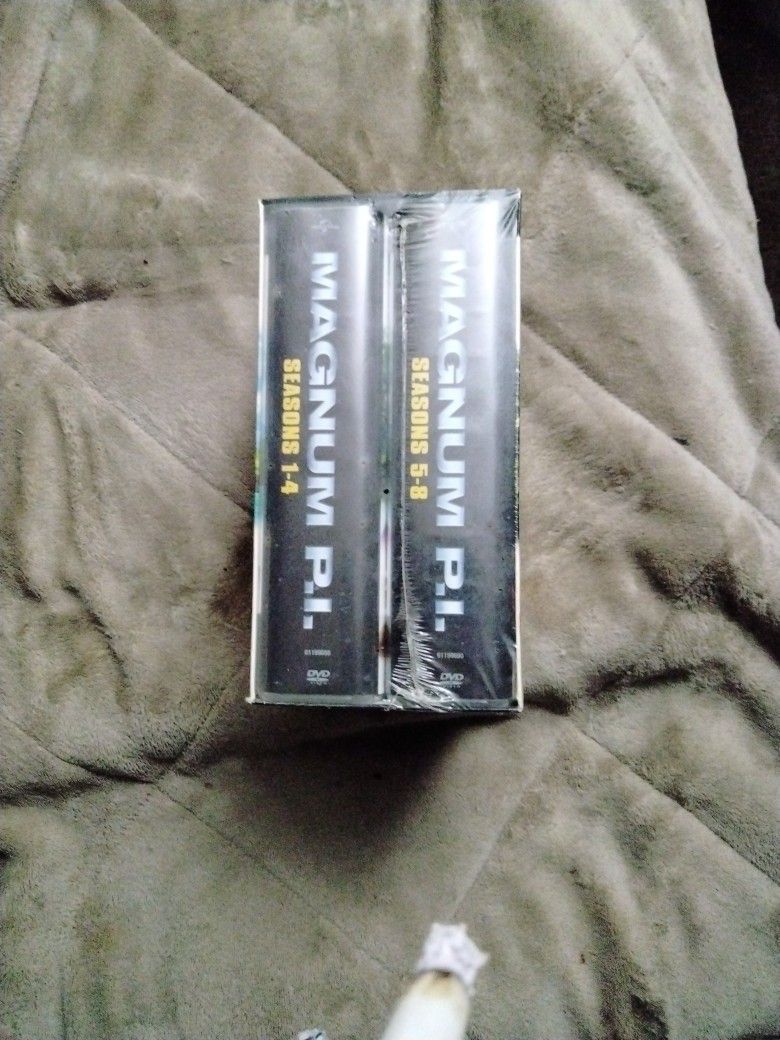 MAGNUM P.I.
SEASONS 1-4
DVD
MAGNUM P.I.
SEASONS 5-8
DVD